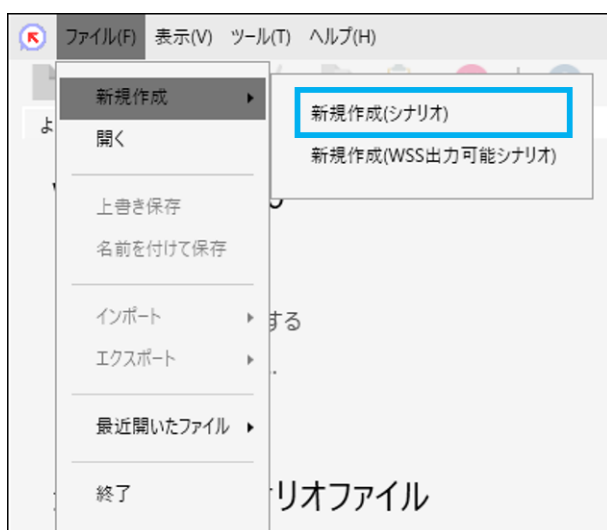 ファイル(F) 表示(V) ツール(T) ヘルプ(H)
新規作成
新規作成(シナリオ)
よ
開く
新規作成(WSS出力可能シナリオ)
上書き保存
名前を付けて保存
インポート
する
エクスポート
最近開いたファイル
終了
リオファイル